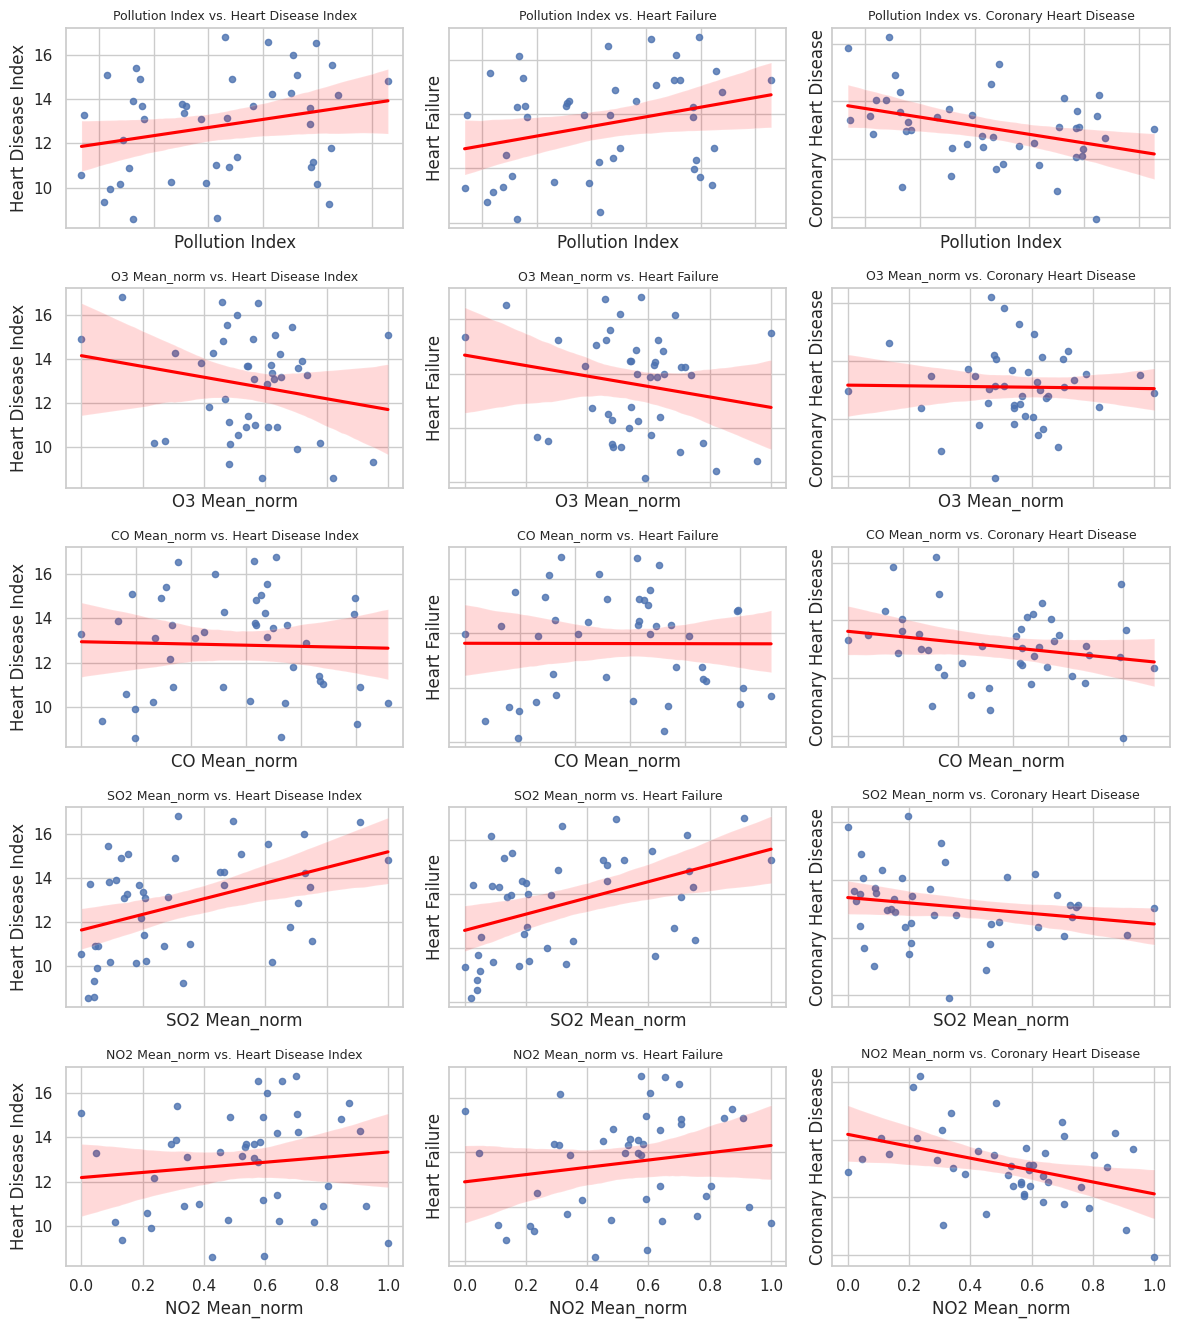 Pollution Index vs. Heart Disease Index
Heart Disease Index
16
14
12
10
Pollution Index
Pollution Index vs. Heart Failure
Heart Failure
Pollution Index
Pollution Index vs. Coronary Heart Disease
Coronary Heart Disease
Pollution Index
O3 Mean_norm vs. Heart Disease Index
Heart Disease Index
16
14
12
10
O3 Mean_norm
O3 Mean_norm vs. Heart Failure
Heart Failure
O3 Mean_norm
O3 Mean_norm vs. Coronary Heart Disease
Coronary Heart Disease
O3 Mean_norm
CO Mean_norm vs. Heart Disease Index
Heart Disease Index
16
14
12
10
CO Mean_norm
CO Mean_norm vs. Heart Failure
Heart Failure
CO Mean_norm
CO Mean_norm vs. Coronary Heart Disease
Coronary Heart Disease
CO Mean_norm
SO2 Mean_norm vs. Heart Disease Index
Heart Disease Index
16
14
12
10
SO2 Mean_norm
SO2 Mean_norm vs. Heart Failure
Heart Failure
SO2 Mean_norm
SO2 Mean_norm vs. Coronary Heart Disease
Coronary Heart Disease
SO2 Mean_norm
NO2 Mean_norm vs. Heart Disease Index
Heart Disease Index
16
14
12
10
0.0 0.2 0.4 0.6 0.8 1.0
NO2 Mean_norm
NO2 Mean_norm vs. Heart Failure
Heart Failure
0.0 0.2 0.4 0.6 0.8 1.0
NO2 Mean_norm
NO2 Mean_norm vs. Coronary Heart Disease
Coronary Heart Disease
0.0 0.2 0.4 0.6 0.8 1.0
NO2 Mean_norm